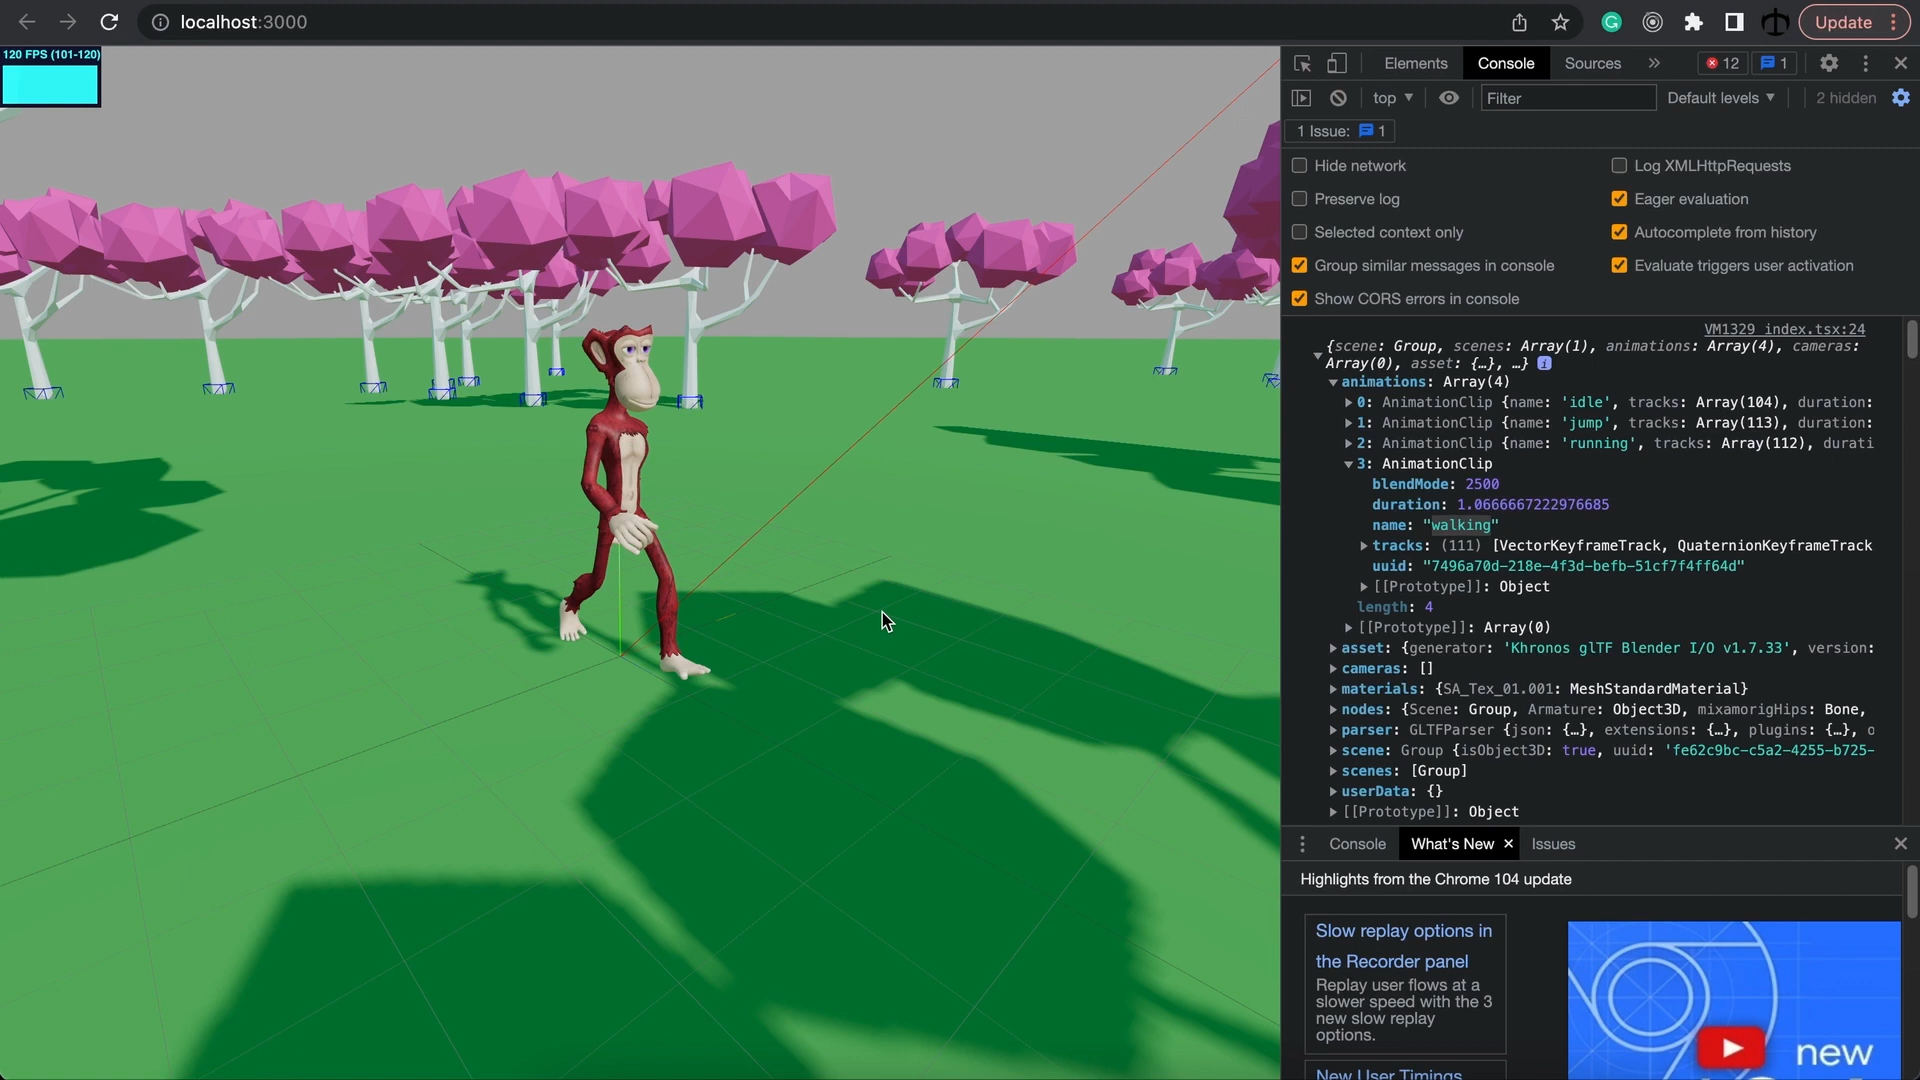 localhost:3000
Update
120 FPS (101-120)
Elements
Console
Sources
12
1
top
Filter
Default levels
2 hidden
1 Issue:
1
Hide network
Log XMLHttpRequests
Preserve log
Eager evaluation
Selected context only
Autocomplete from history
Group similar messages in console
Evaluate triggers user activation
Show CORS errors in console
VM1329 index.tsx:24
{scene: Group, scenes: Array(1), animations: Array(4), cameras:
Array(0), asset: {…}, …}
animations: Array(4)
0: AnimationClip {name: 'idle', tracks: Array(104), duration:
1: AnimationClip {name: 'jump', tracks: Array(113), duration:
2: AnimationClip {name: 'running', tracks: Array(112), durati
3: AnimationClip
blendMode: 2500
duration: 1.0666667222976685
name: "walking"
tracks: (111) [VectorKeyframeTrack, QuaternionKeyframeTrack
uuid: "7496a70d-218e-4f3d-befb-51cf7f4ff64d"
[[Prototype]]: Object
length: 4
[[Prototype]]: Array(0)
asset: {generator: 'Khronos glTF Blender I/O v1.7.33', version:
cameras: []
materials: {SA_Tex_01.001: MeshStandardMaterial}
nodes: {Scene: Group, Armature: Object3D, mixamorigHips: Bone,
parser: GLTFParser {json: {…}, extensions: {…}, plugins: {…}, o
scene: Group {isObject3D: true, uuid: 'fe62c9bc-c5a2-4255-b725-
scenes: [Group]
userData: {}
[[Prototype]]: Object
Console
What's New
Issues
Highlights from the Chrome 104 update
Slow replay options in
the Recorder panel
Replay user flows at a
slower speed with the 3
new slow replay
options.
New User Timings
new